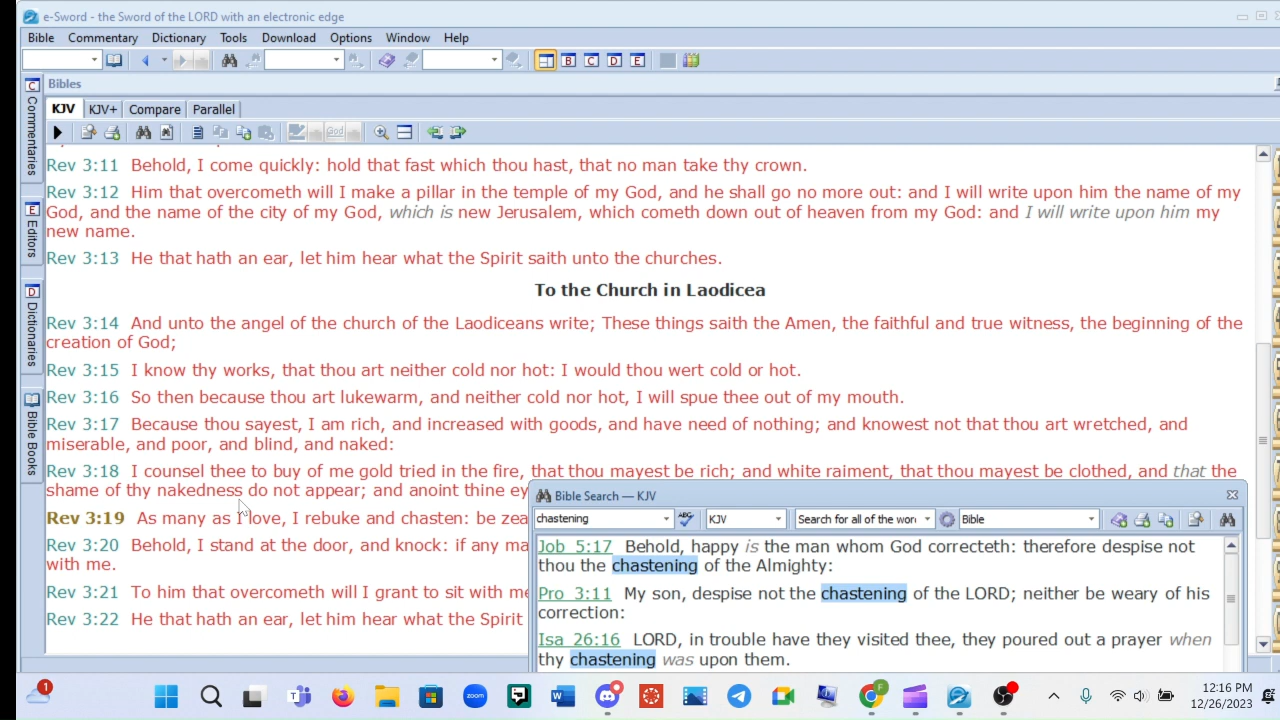 e-Sword - the Sword of the LORD with an electronic edge
Bible Commentary Dictionary Tools Download Options Window Help
B C D E
Bibles
KJV KJV+ Compare Parallel
God
C Commentaries
E Editors
D Dictionaries
Bible Books
Rev 3:11 Behold, I come quickly: hold that fast which thou hast, that no man take thy crown.
Rev 3:12 Him that overcometh will I make a pillar in the temple of my God, and he shall go no more out: and I will write upon him the name of my
God, and the name of the city of my God, which is new Jerusalem, which cometh down out of heaven from my God: and I will write upon him my
new name.
Rev 3:13 He that hath an ear, let him hear what the Spirit saith unto the churches.
To the Church in Laodicea
Rev 3:14 And unto the angel of the church of the Laodiceans write; These things saith the Amen, the faithful and true witness, the beginning of the
creation of God;
Rev 3:15 I know thy works, that thou art neither cold nor hot: I would thou wert cold or hot.
Rev 3:16 So then because thou art lukewarm, and neither cold nor hot, I will spue thee out of my mouth.
Rev 3:17 Because thou sayest, I am rich, and increased with goods, and have need of nothing; and knowest not that thou art wretched, and
miserable, and poor, and blind, and naked:
Rev 3:18 I counsel thee to buy of me gold tried in the fire, that thou mayest be rich; and white raiment, that thou mayest be clothed, and that the
shame of thy nakedness do not appear; and anoint thine ey
Rev 3:19 As many as I love, I rebuke and chasten: be zea
Rev 3:20 Behold, I stand at the door, and knock: if any ma
with me.
Rev 3:21 To him that overcometh will I grant to sit with me
Rev 3:22 He that hath an ear, let him hear what the Spirit
Bible Search — KJV
chastening ABC KJV Search for all of the wor Bible
Job 5:17 Behold, happy is the man whom God correcteth: therefore despise not
thou the chastening of the Almighty:
Pro 3:11 My son, despise not the chastening of the LORD; neither be weary of his
correction:
Isa 26:16 LORD, in trouble have they visited thee, they poured out a prayer when
thy chastening was upon them.
1
zoom
F
12:16 PM
12/26/2023